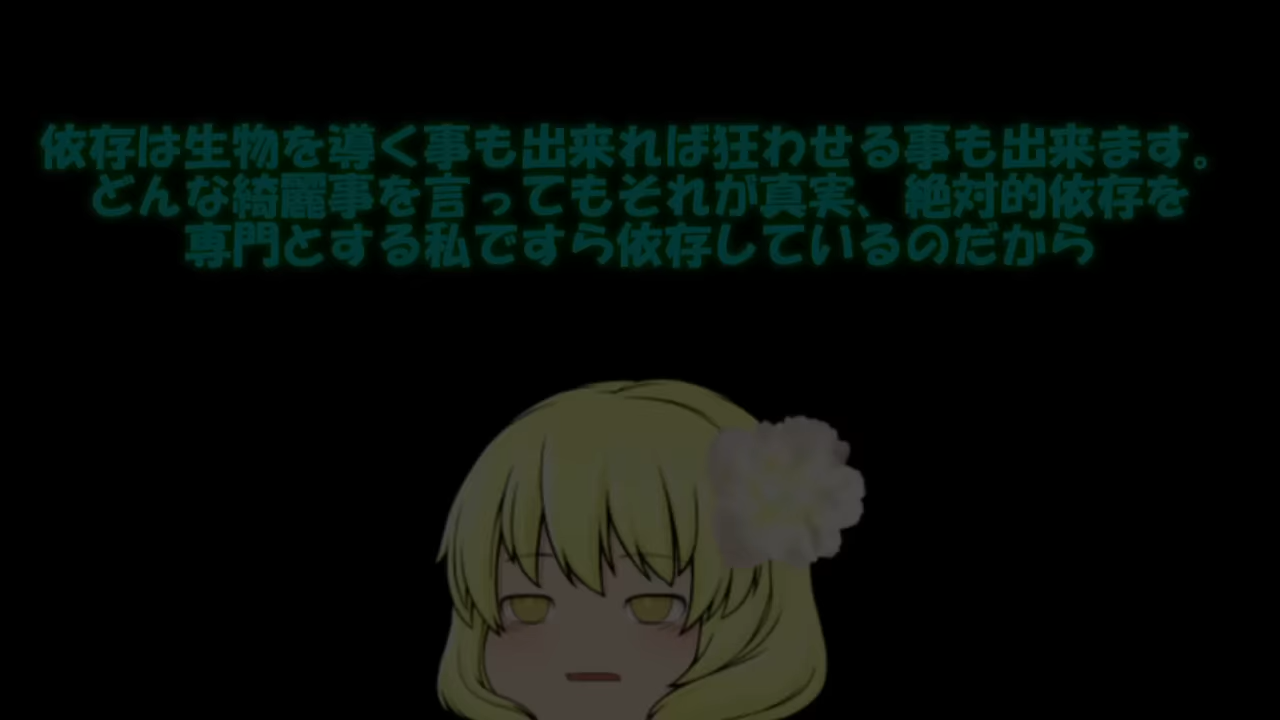 依存は生物を導く事も出来れば狂わせる事も出来ます。
どんな綺麗事を言ってもそれが真実、絶対的依存を
専門とする私ですら依存しているのだから